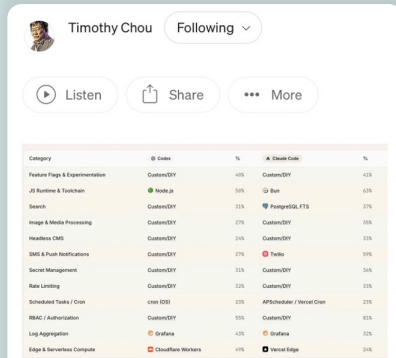 Timothy Chou Following
Listen Share More
Category Codex % Claude Code %
Feature Flags & Experimentation Custom/DIY 40% Custom/DIY 41%
JS Runtime & Toolchain Node.js 50% Bun 63%
Search Custom/DIY 31% PostgreSQL FTS 37%
Image & Media Processing Custom/DIY 27% Custom/DIY 35%
Headless CMS Custom/DIY 24% Custom/DIY 33%
SMS & Push Notifications Custom/DIY 27% Twilio 59%
Secret Management Custom/DIY 31% Custom/DIY 36%
Rate Limiting Custom/DIY 22% Custom/DIY 33%
Scheduled Tasks / Cron cron (OS) 23% APScheduler / Vercel Cron 23%
RBAC / Authorization Custom/DIY 55% Custom/DIY 81%
Log Aggregation Grafana 43% Grafana 32%
Edge & Serverless Compute Cloudflare Workers 49% Vercel Edge 24%